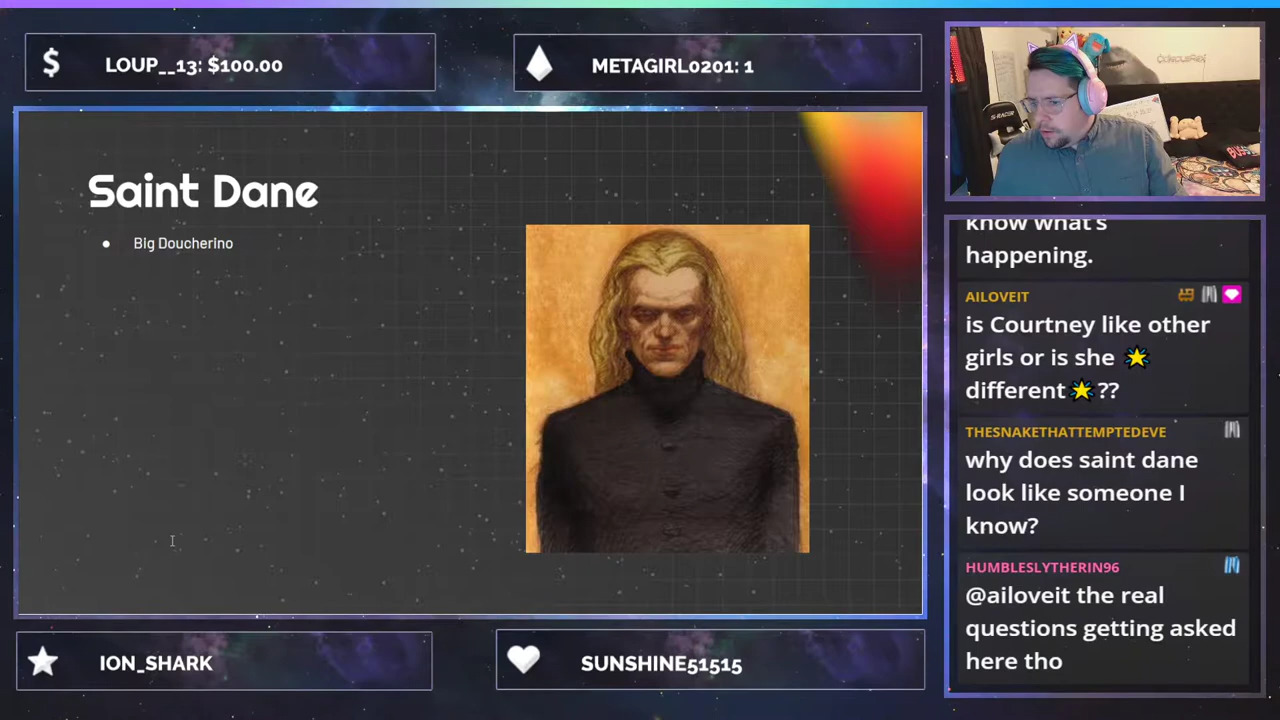 $ LOUP__13: $100.00
METAGIRL0201: 1
Saint Dane
● Big Doucherino
know what's
happening.
AILOVEIT
is Courtney like other
girls or is she
different ??
THESNAKETHATTEMPTEDEVE
why does saint dane
look like someone I
know?
HUMBLESLYTHERIN96
@ailoveit the real
questions getting asked
here tho
ION_SHARK
SUNSHINE51515